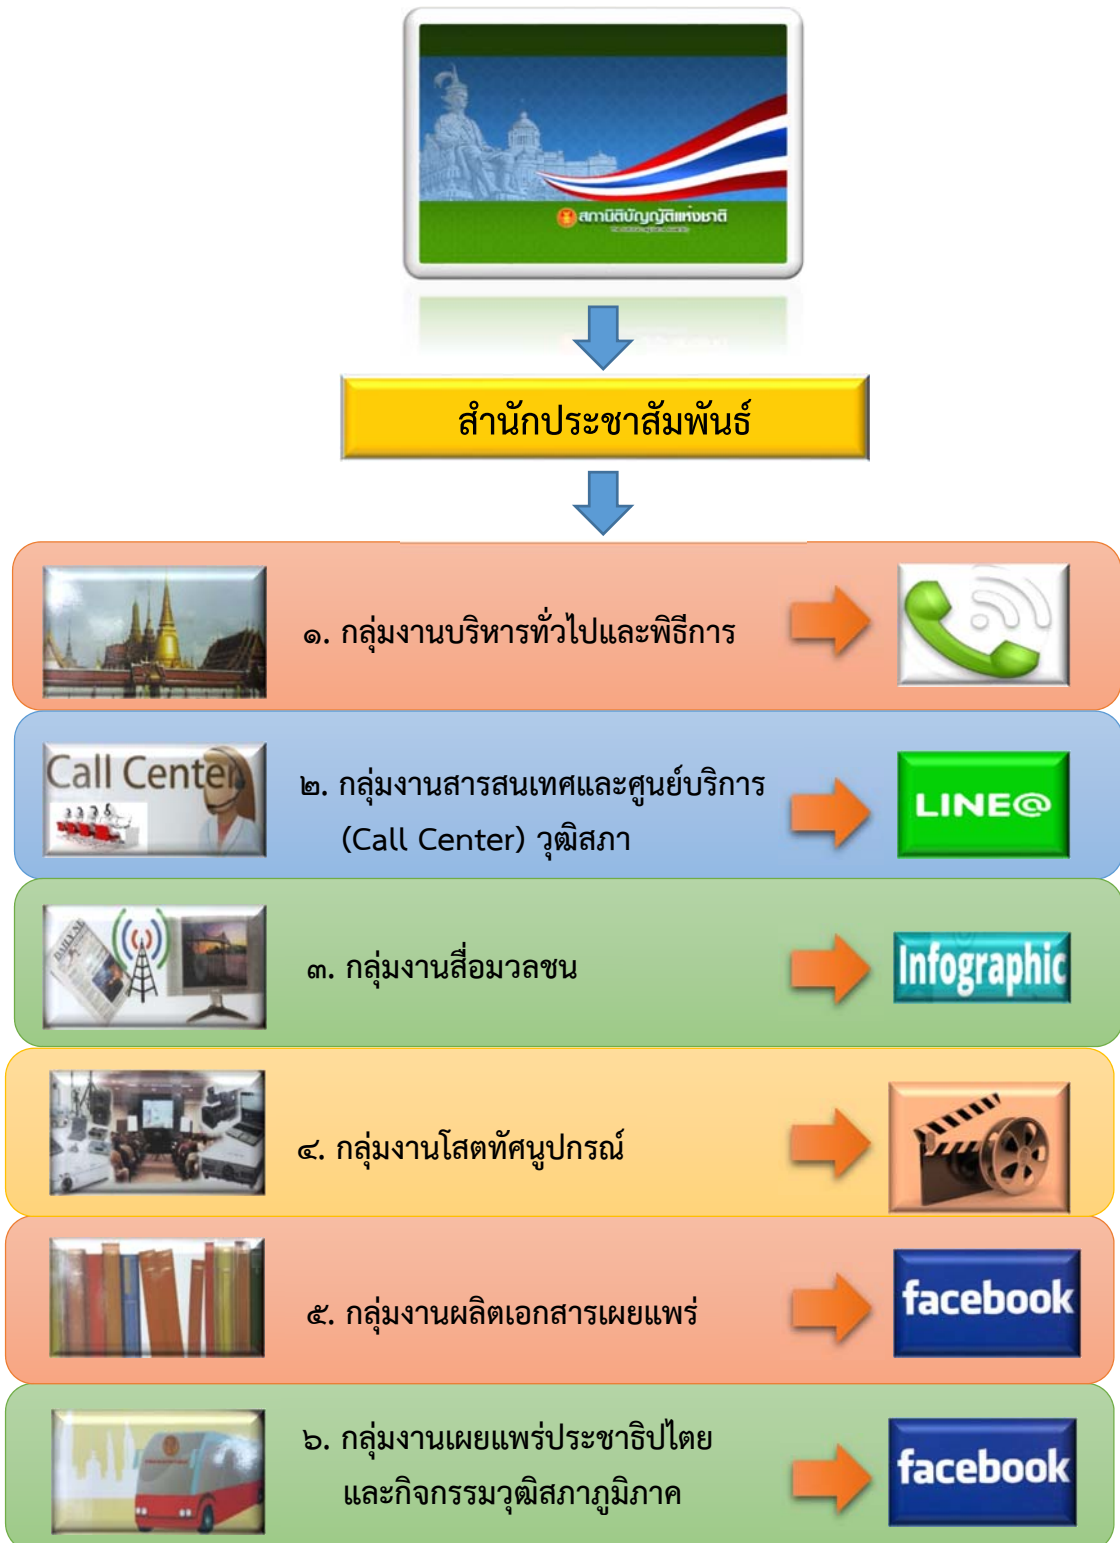 สภานิติบัญญัติแห่งชาติ
สำนักประชาสัมพันธ์
๑. กลุ่มงานบริหารทั่วไปและพิธีการ
Call Center
๒. กลุ่มงานสารสนเทศและศูนย์บริการ
(Call Center) วุฒิสภา
LINE@
๓. กลุ่มงานสื่อมวลชน
Infographic
๔. กลุ่มงานโสตทัศนูปกรณ์
๕. กลุ่มงานผลิตเอกสารเผยแพร่
facebook
๖. กลุ่มงานเผยแพร่ประชาธิปไตย
และกิจกรรมวุฒิสภาภูมิภาค
facebook